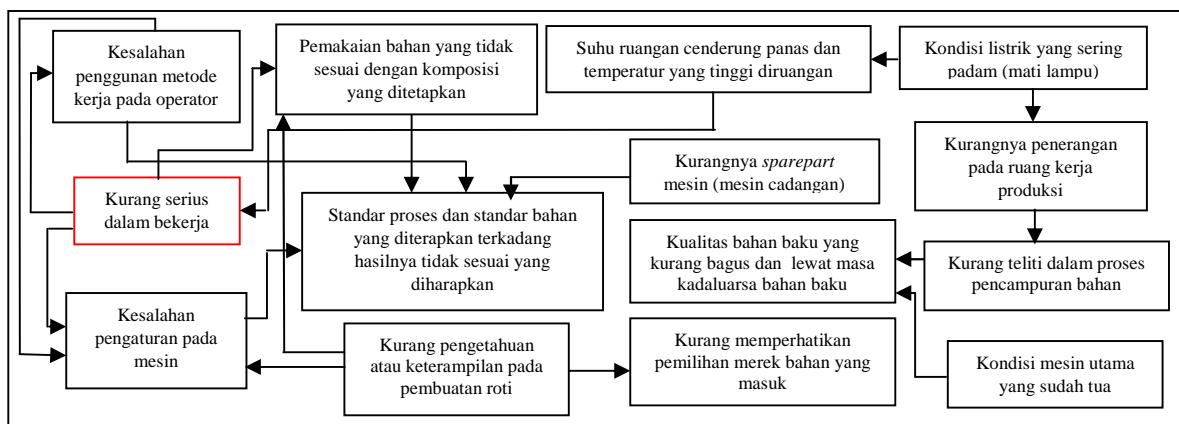 Kesalahan
penggunan metode
kerja pada operator
Pemakaian bahan yang tidak
sesuai dengan komposisi
yang ditetapkan
Suhu ruangan cenderung panas dan
temperatur yang tinggi diruangan
Kondisi listrik yang sering
padam (mati lampu)
Kurangnya penerangan
pada ruang kerja
produksi
Kurangnya sparepart
mesin (mesin cadangan)
Kurang serius
dalam bekerja
Standar proses dan standar bahan
yang diterapkan terkadang
hasilnya tidak sesuai yang
diharapkan
Kualitas bahan baku yang
kurang bagus dan lewat masa
kadaluarsa bahan baku
Kurang teliti dalam proses
pencampuran bahan
Kesalahan
pengaturan pada
mesin
Kurang pengetahuan
atau keterampilan pada
pembuatan roti
Kurang memperhatikan
pemilihan merek bahan yang
masuk
Kondisi mesin utama
yang sudah tua